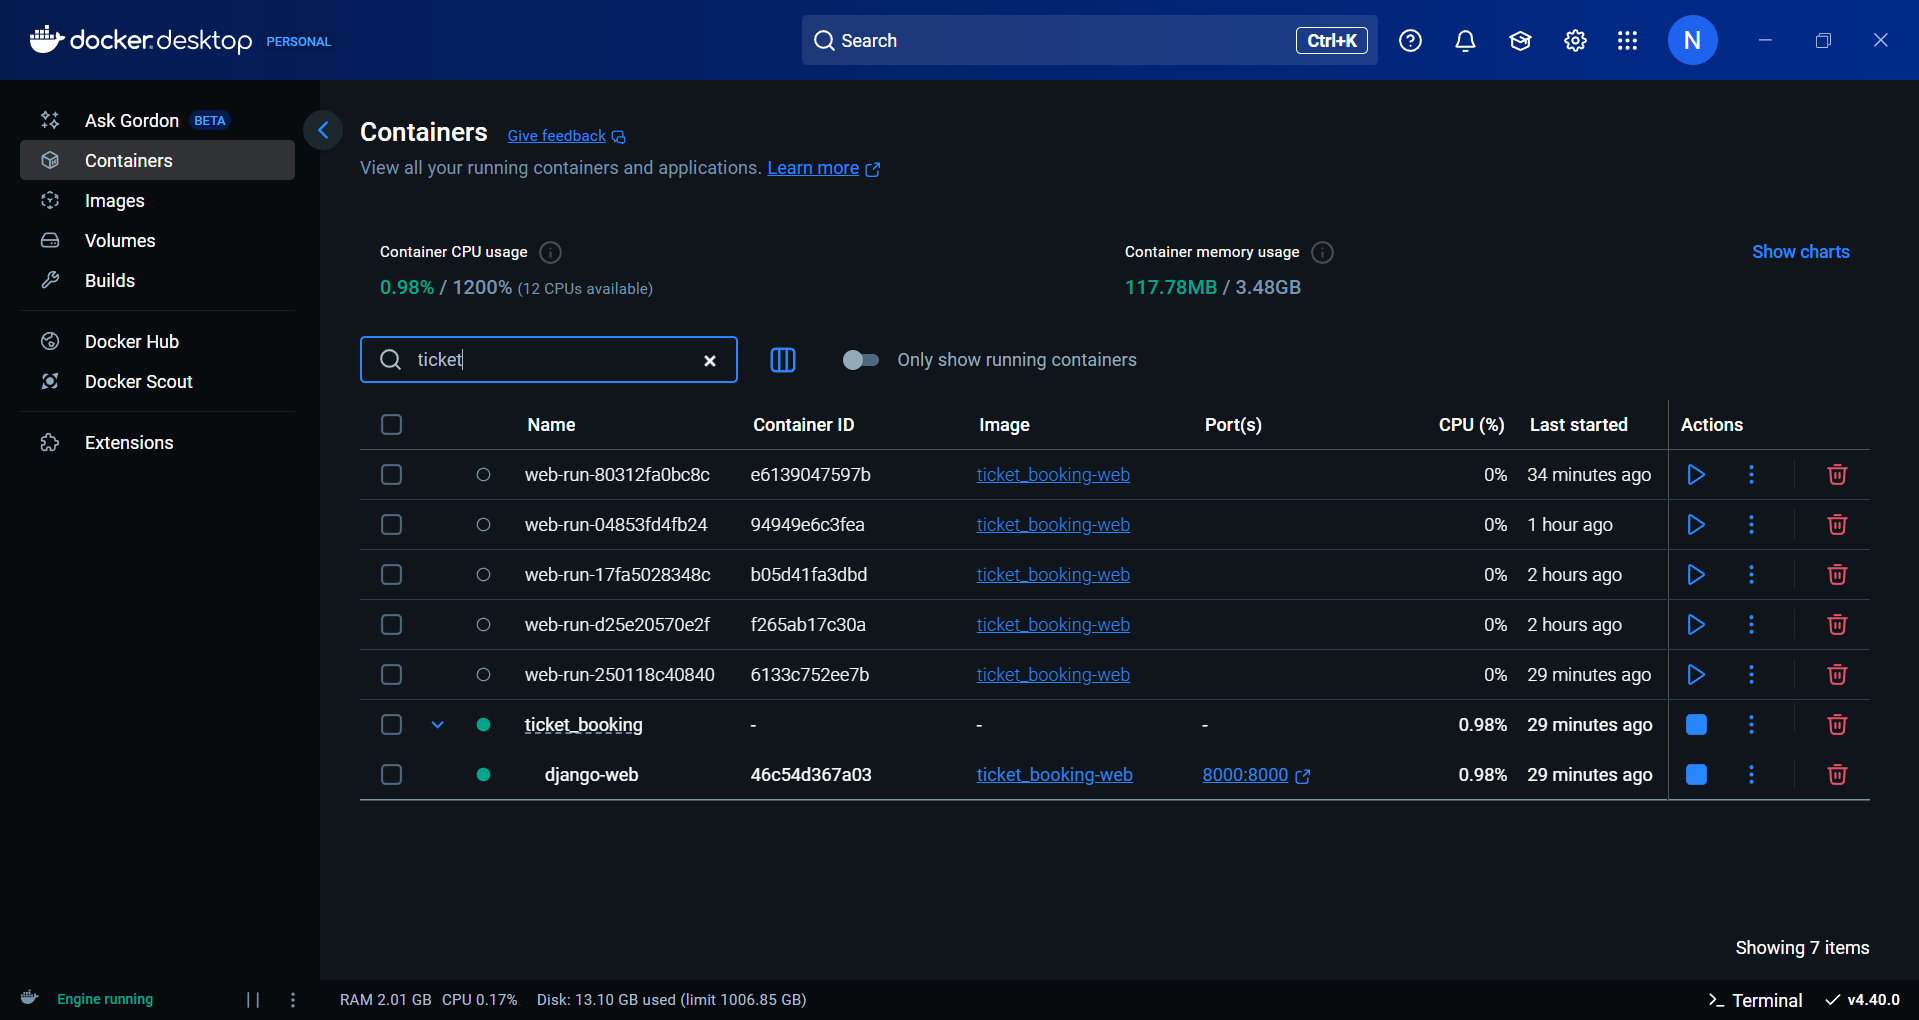 docker.desktop PERSONAL
Search Ctrl+K
N
Ask Gordon BETA
Containers
Images
Volumes
Builds
Docker Hub
Docker Scout
Extensions
Containers Give feedback
View all your running containers and applications. Learn more
Container CPU usage
0.98% / 1200% (12 CPUs available)
Container memory usage
117.78MB / 3.48GB
Show charts
ticket
Only show running containers
Name Container ID Image Port(s) CPU (%) Last started Actions
web-run-80312fa0bc8c e6139047597b ticket_booking-web 0% 34 minutes ago
web-run-04853fd4fb24 94949e6c3fea ticket_booking-web 0% 1 hour ago
web-run-17fa5028348c b05d41fa3dbd ticket_booking-web 0% 2 hours ago
web-run-d25e20570e2f f265ab17c30a ticket_booking-web 0% 2 hours ago
web-run-250118c40840 6133c752ee7b ticket_booking-web 0% 29 minutes ago
ticket_booking - - - 0.98% 29 minutes ago
django-web 46c54d367a03 ticket_booking-web 8000:8000 0.98% 29 minutes ago
Showing 7 items
Engine running
RAM 2.01 GB CPU 0.17% Disk: 13.10 GB used (limit 1006.85 GB)
>_ Terminal
v4.40.0